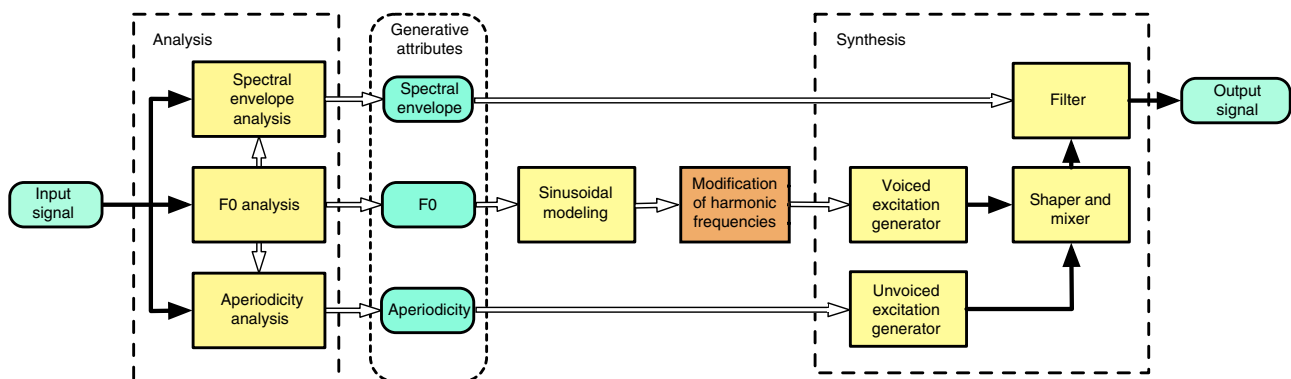 Analysis
Generative
attributes
Synthesis
Spectral
envelope
analysis
Spectral
envelope
Filter
Output
signal
Input
signal
F0 analysis
F0
Sinusoidal
modeling
Modification
of harmonic
frequencies
Voiced
excitation
generator
Shaper and
mixer
Aperiodicity
analysis
Aperiodicity
Unvoiced
excitation
generator